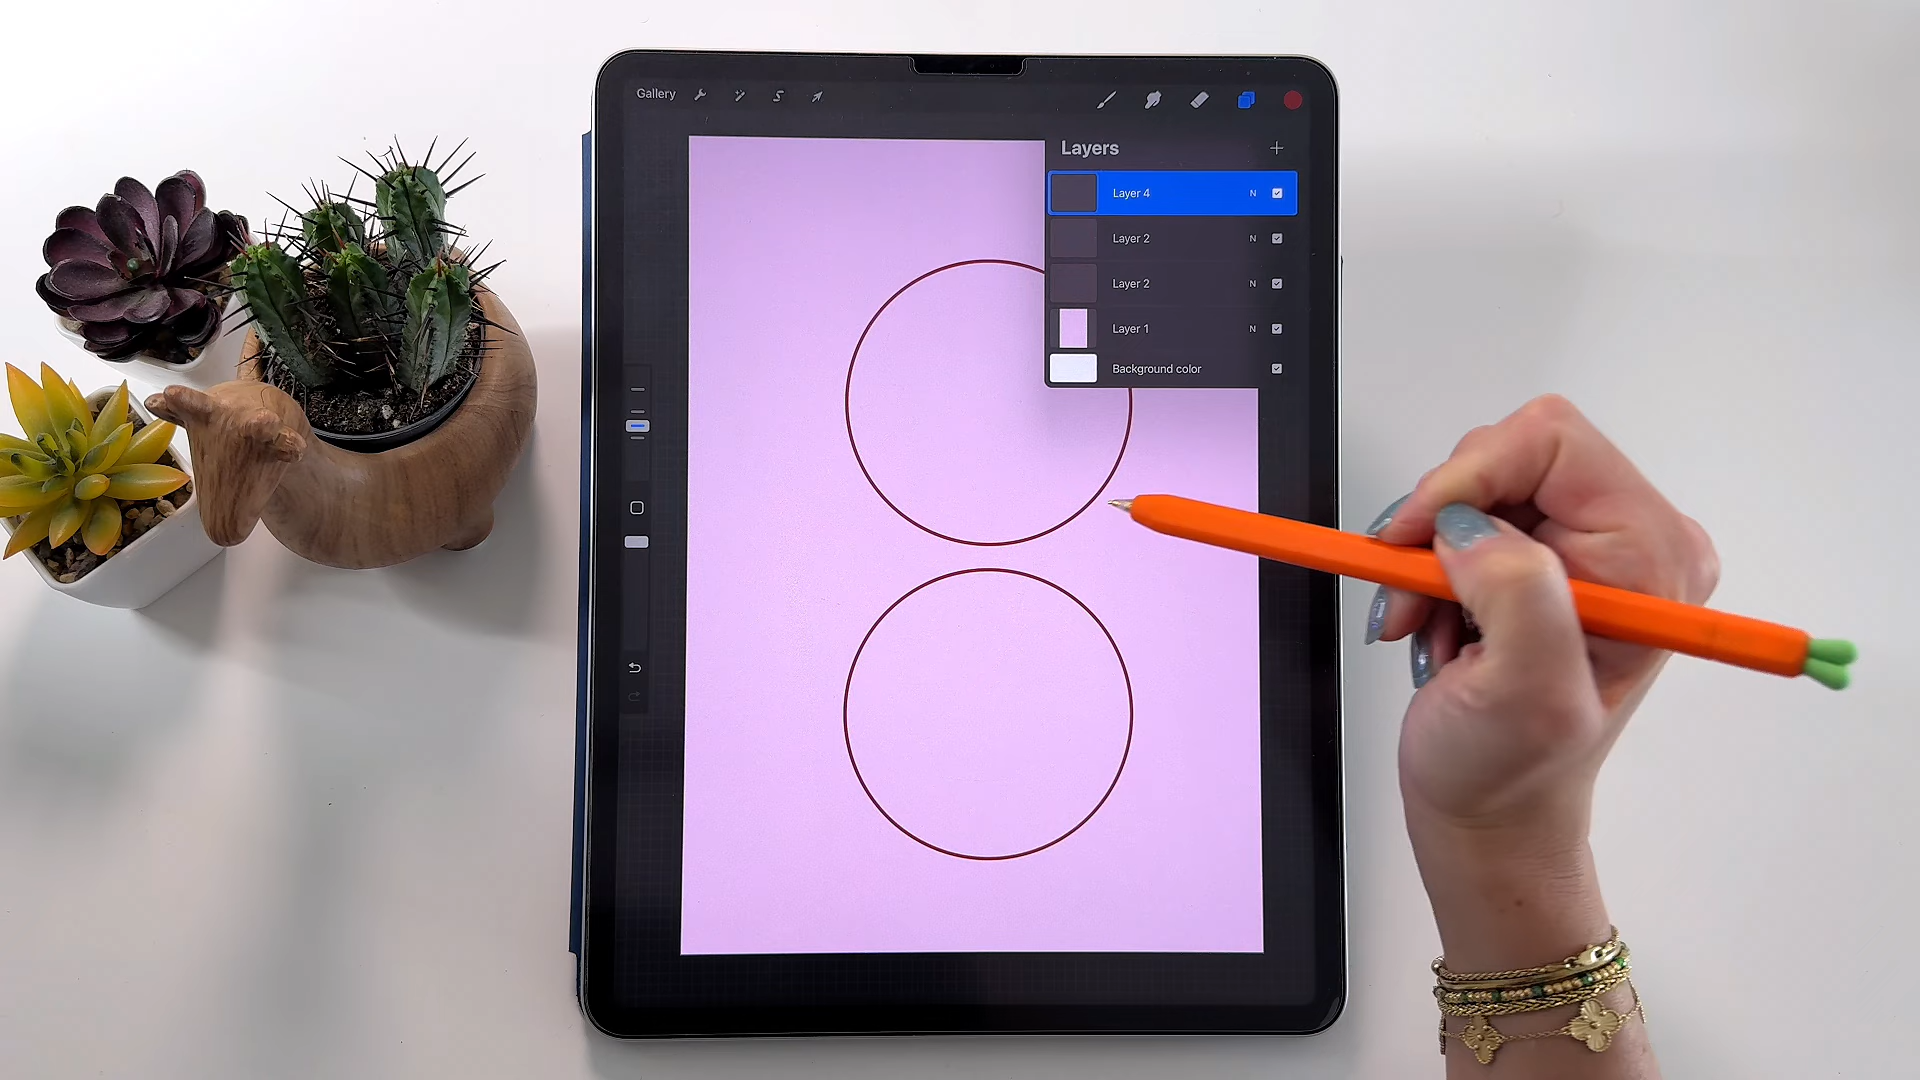 Gallery
Layers
Layer 4 N
Layer 2 N
Layer 2 N
Layer 1 N
Background color